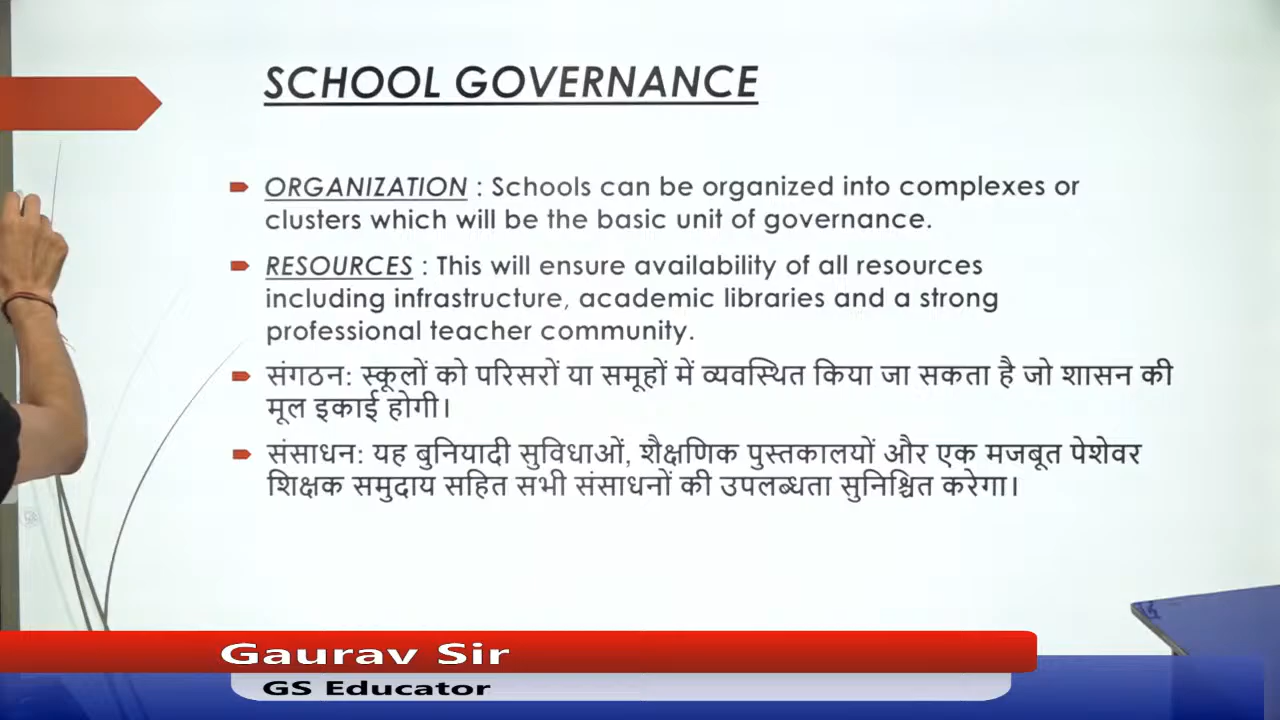 SCHOOL GOVERNANCE
ORGANIZATION : Schools can be organized into complexes or
clusters which will be the basic unit of governance.
RESOURCES : This will ensure availability of all resources
including infrastructure, academic libraries and a strong
professional teacher community.
संगठन: स्कूलों को परिसरों या समूहों में व्यवस्थित किया जा सकता है जो शासन की
मूल इकाई होगी।
संसाधन: यह बुनियादी सुविधाओं, शैक्षणिक पुस्तकालयों और एक मजबूत पेशेवर
शिक्षक समुदाय सहित सभी संसाधनों की उपलब्धता सुनिश्चित करेगा।
Gaurav Sir
GS Educator